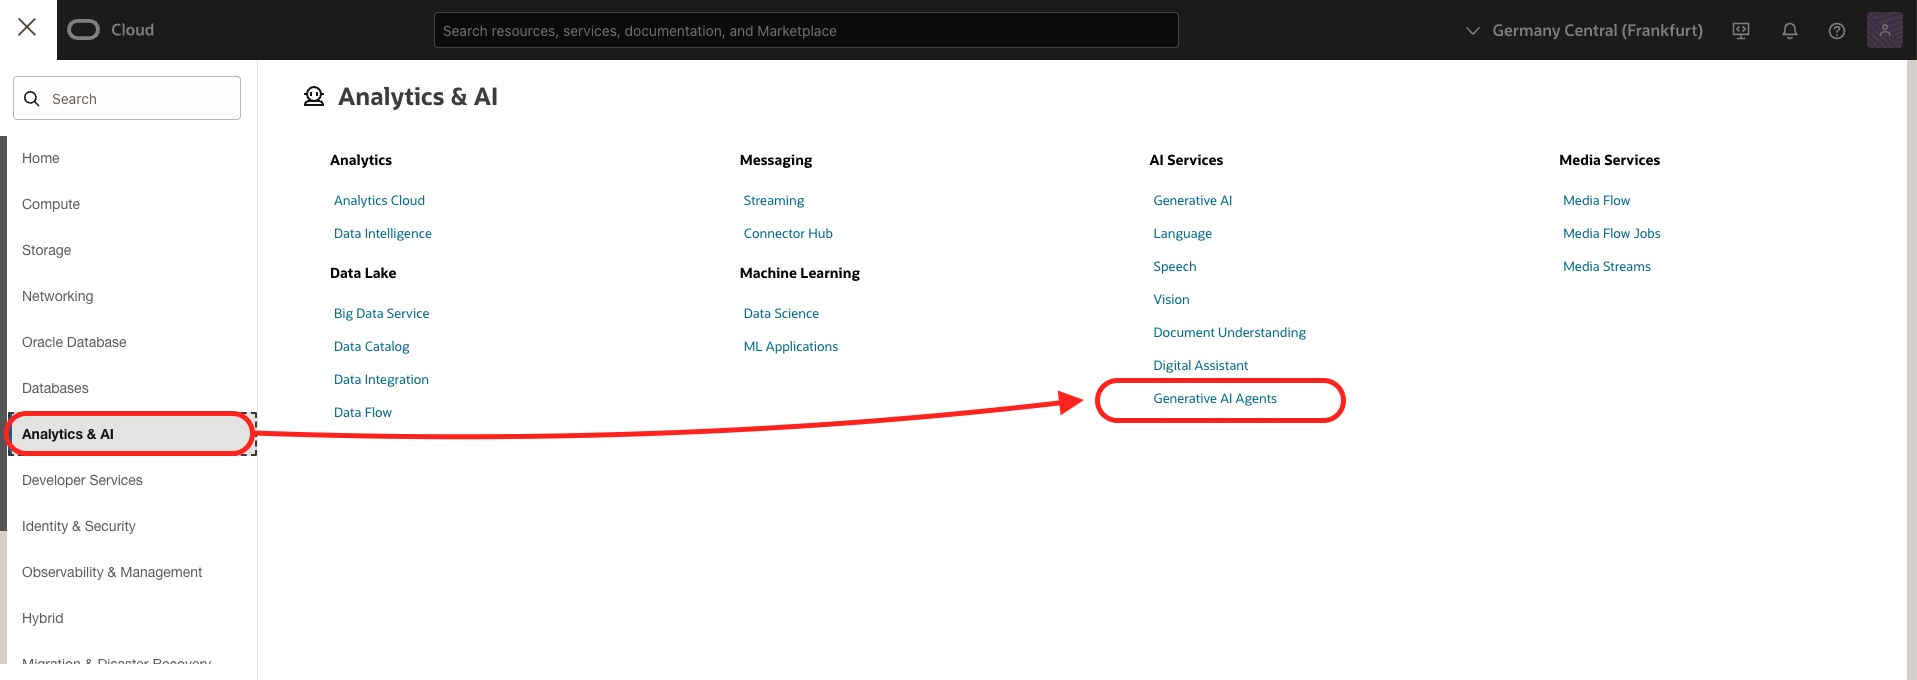 Cloud
Search resources, services, documentation, and Marketplace
Germany Central (Frankfurt)
Search
Home
Compute
Storage
Networking
Oracle Database
Databases
Analytics & AI
Developer Services
Identity & Security
Observability & Management
Hybrid
Migration & Disaster Recovery
Analytics & AI
Analytics
Analytics Cloud
Data Intelligence
Data Lake
Big Data Service
Data Catalog
Data Integration
Data Flow
Messaging
Streaming
Connector Hub
Machine Learning
Data Science
ML Applications
AI Services
Generative AI
Language
Speech
Vision
Document Understanding
Digital Assistant
Generative AI Agents
Media Services
Media Flow
Media Flow Jobs
Media Streams